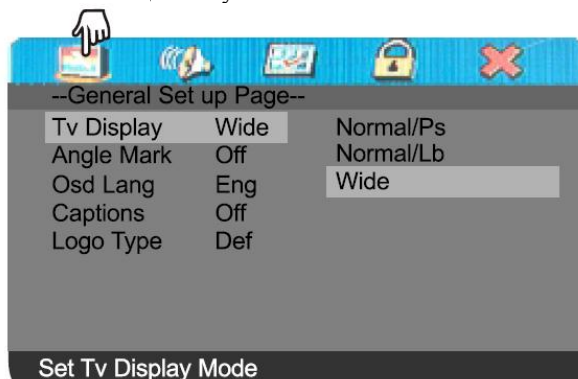 --General Set up Page--
Tv Display Wide Normal/Ps
Angle Mark Off Normal/Lb
Osd Lang Eng Wide
Captions Off
Logo Type Def
Set Tv Display Mode